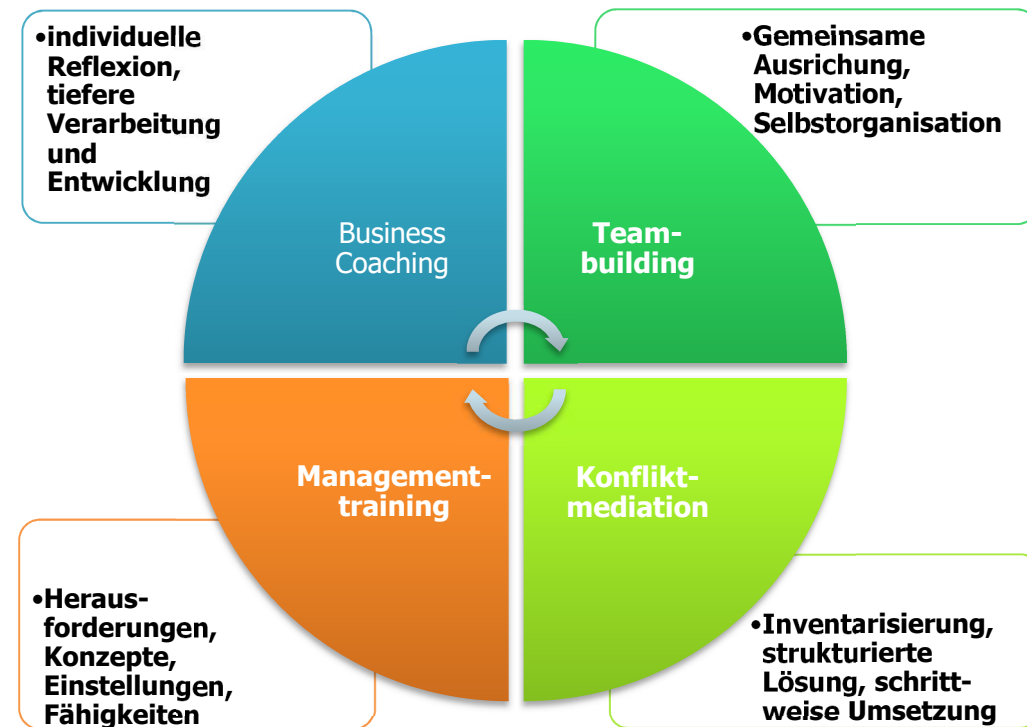 •individuelle
Reflexion,
tiefere
Verarbeitung
und
Entwicklung
•Gemeinsame
Ausrichung,
Motivation,
Selbstorganisation
Business
Coaching
Team-
building
Management-
training
Konflikt-
mediation
•Heraus-
forderungen,
Konzepte,
Einstellungen,
Fähigkeiten
•Inventarisierung,
strukturierte
Lösung, schritt-
weise Umsetzung